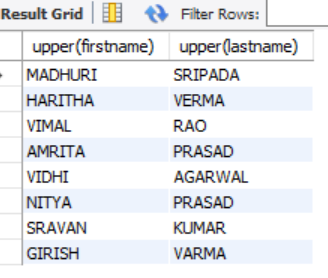 Result Grid Filter Rows:
upper(firstname) upper(lastname)
MADHURI SRIPADA
HARITHA VERMA
VIMAL RAO
AMRITA PRASAD
VIDHI AGARWAL
NITYA PRASAD
SRAVAN KUMAR
GIRISH VARMA